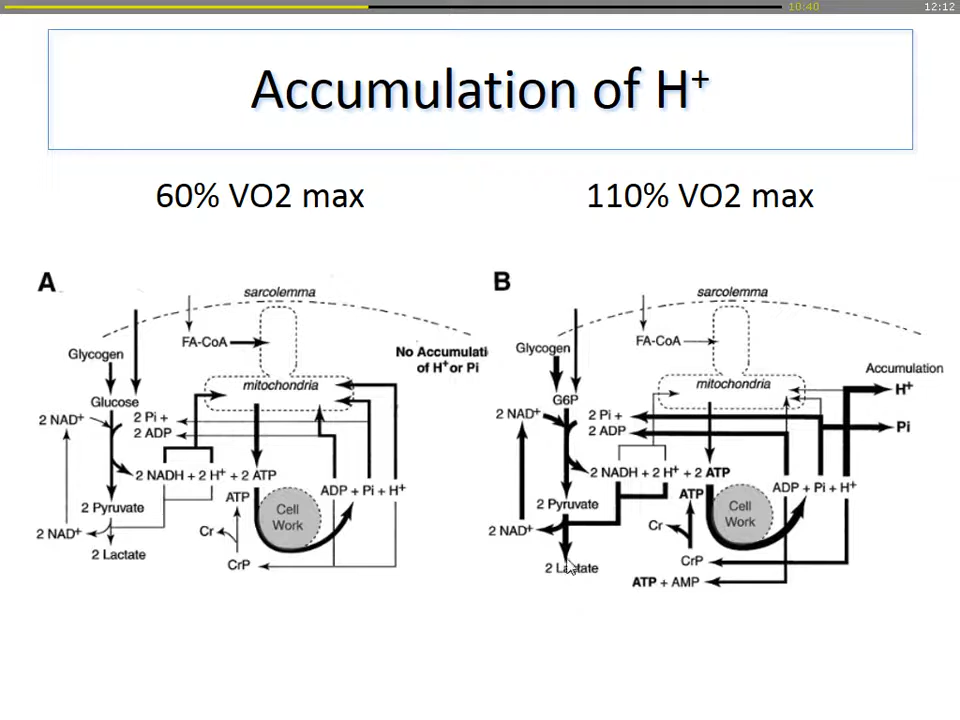 10:40
12:12
Accumulation of H⁺
60% VO2 max
110% VO2 max
A
sarcolemma
FA-CoA
Glycogen
No Accumulati
of H⁺or Pi
mitochondria
Glucose
2 NAD⁺
2 Pi +
2 ADP
2 NADH + 2 H⁺ + 2 ATP
ATP
ADP + Pi + H⁺
2 Pyruvate
Cell
Work
2 NAD⁺
Cr
2 Lactate
CrP
B
sarcolemma
FA-CoA
Glycogen
Accumulation
H⁺
mitochondria
G6P
2 NAD⁺
2 Pi +
2 ADP
Pi
2 NADH + 2 H⁺ + 2 ATP
ATP
ADP + Pi + H⁺
2 Pyruvate
Cell
Work
2 NAD⁺
Cr
2 Lactate
CrP
ATP + AMP